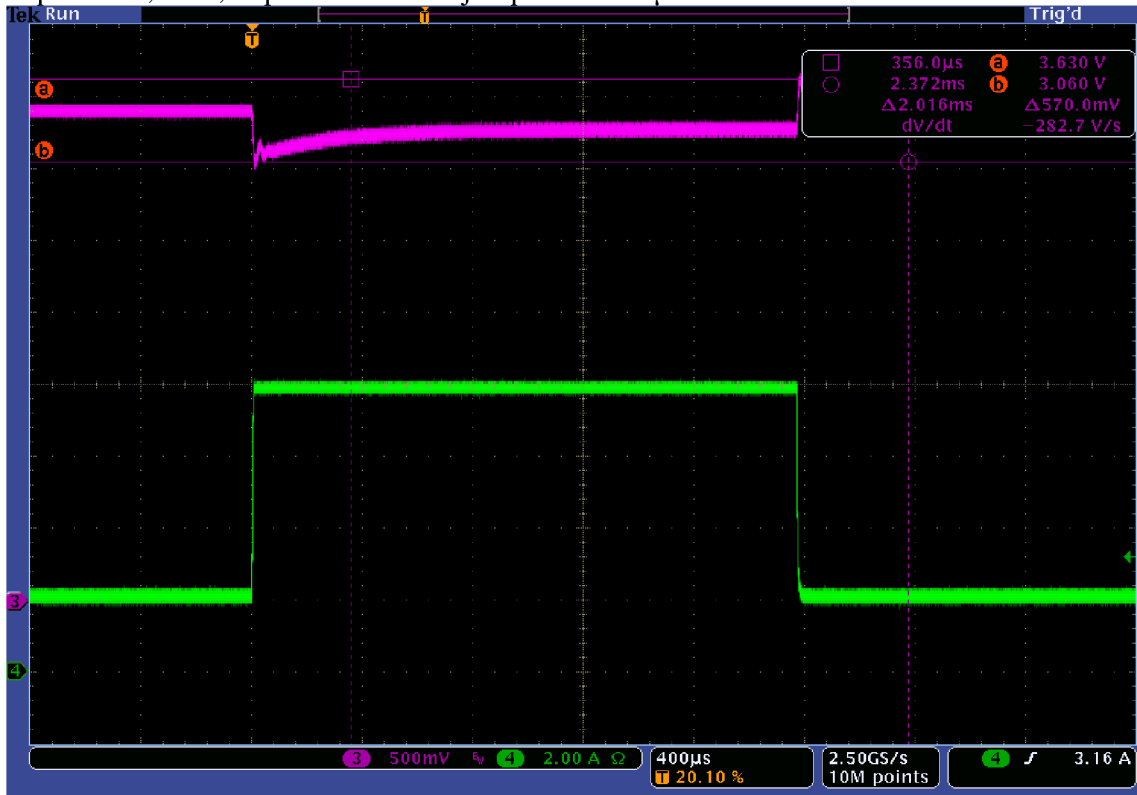 Tek Run Trig'd
T
T
a
b
356.0µs a 3.630 V
2.372ms b 3.060 V
Δ2.016ms Δ570.0mV
dV/dt −282.7 V/s
3
4
3 500mV 4 2.00 A Ω
400µs
T 20.10 %
2.50GS/s
10M points
4 3.16 A